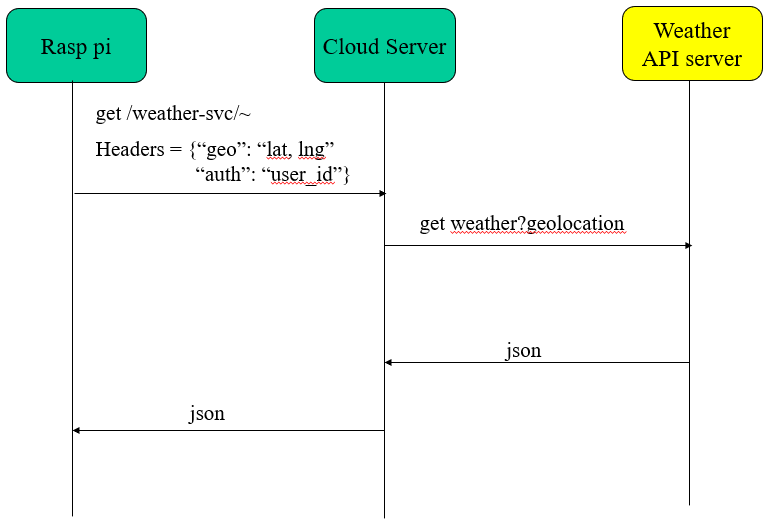 Rasp pi
Cloud Server
Weather
API server
get /weather-svc/~
Headers = {“geo”: “lat, lng”
“auth”: “user_id”}
get weather?geolocation
json
json